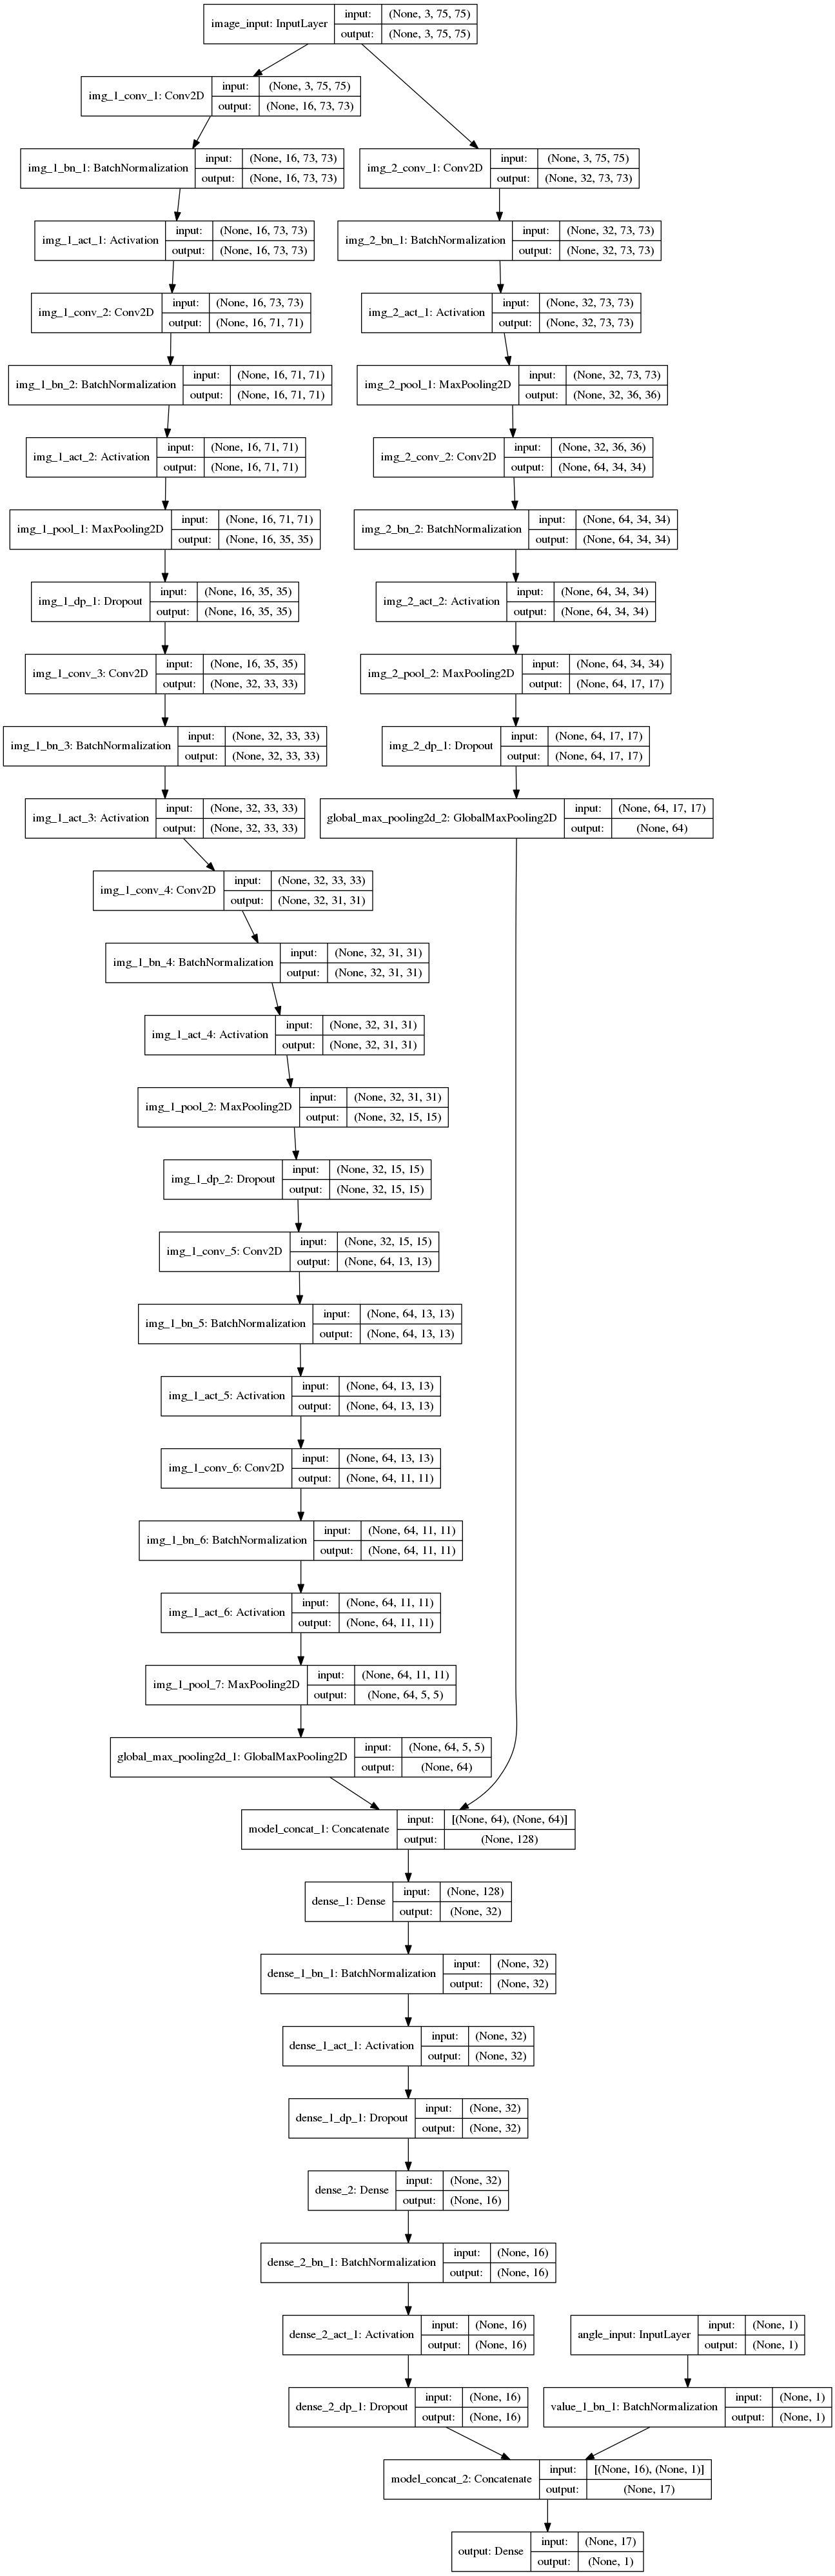 image_input: InputLayer
input: (None, 3, 75, 75)
output: (None, 3, 75, 75)
img_1_conv_1: Conv2D
input: (None, 3, 75, 75)
output: (None, 16, 73, 73)
img_1_bn_1: BatchNormalization
input: (None, 16, 73, 73)
output: (None, 16, 73, 73)
img_2_conv_1: Conv2D
input: (None, 3, 75, 75)
output: (None, 32, 73, 73)
img_1_act_1: Activation
input: (None, 16, 73, 73)
output: (None, 16, 73, 73)
img_2_bn_1: BatchNormalization
input: (None, 32, 73, 73)
output: (None, 32, 73, 73)
img_1_conv_2: Conv2D
input: (None, 16, 73, 73)
output: (None, 16, 71, 71)
img_2_act_1: Activation
input: (None, 32, 73, 73)
output: (None, 32, 73, 73)
img_1_bn_2: BatchNormalization
input: (None, 16, 71, 71)
output: (None, 16, 71, 71)
img_2_pool_1: MaxPooling2D
input: (None, 32, 73, 73)
output: (None, 32, 36, 36)
img_1_act_2: Activation
input: (None, 16, 71, 71)
output: (None, 16, 71, 71)
img_2_conv_2: Conv2D
input: (None, 32, 36, 36)
output: (None, 64, 34, 34)
img_1_pool_1: MaxPooling2D
input: (None, 16, 71, 71)
output: (None, 16, 35, 35)
img_2_bn_2: BatchNormalization
input: (None, 64, 34, 34)
output: (None, 64, 34, 34)
img_1_dp_1: Dropout
input: (None, 16, 35, 35)
output: (None, 16, 35, 35)
img_2_act_2: Activation
input: (None, 64, 34, 34)
output: (None, 64, 34, 34)
img_1_conv_3: Conv2D
input: (None, 16, 35, 35)
output: (None, 32, 33, 33)
img_2_pool_2: MaxPooling2D
input: (None, 64, 34, 34)
output: (None, 64, 17, 17)
img_1_bn_3: BatchNormalization
input: (None, 32, 33, 33)
output: (None, 32, 33, 33)
img_2_dp_1: Dropout
input: (None, 64, 17, 17)
output: (None, 64, 17, 17)
img_1_act_3: Activation
input: (None, 32, 33, 33)
output: (None, 32, 33, 33)
global_max_pooling2d_2: GlobalMaxPooling2D
input: (None, 64, 17, 17)
output: (None, 64)
img_1_conv_4: Conv2D
input: (None, 32, 33, 33)
output: (None, 32, 31, 31)
img_1_bn_4: BatchNormalization
input: (None, 32, 31, 31)
output: (None, 32, 31, 31)
img_1_act_4: Activation
input: (None, 32, 31, 31)
output: (None, 32, 31, 31)
img_1_pool_2: MaxPooling2D
input: (None, 32, 31, 31)
output: (None, 32, 15, 15)
img_1_dp_2: Dropout
input: (None, 32, 15, 15)
output: (None, 32, 15, 15)
img_1_conv_5: Conv2D
input: (None, 32, 15, 15)
output: (None, 64, 13, 13)
img_1_bn_5: BatchNormalization
input: (None, 64, 13, 13)
output: (None, 64, 13, 13)
img_1_act_5: Activation
input: (None, 64, 13, 13)
output: (None, 64, 13, 13)
img_1_conv_6: Conv2D
input: (None, 64, 13, 13)
output: (None, 64, 11, 11)
img_1_bn_6: BatchNormalization
input: (None, 64, 11, 11)
output: (None, 64, 11, 11)
img_1_act_6: Activation
input: (None, 64, 11, 11)
output: (None, 64, 11, 11)
img_1_pool_7: MaxPooling2D
input: (None, 64, 11, 11)
output: (None, 64, 5, 5)
global_max_pooling2d_1: GlobalMaxPooling2D
input: (None, 64, 5, 5)
output: (None, 64)
model_concat_1: Concatenate
input: [(None, 64), (None, 64)]
output: (None, 128)
dense_1: Dense
input: (None, 128)
output: (None, 32)
dense_1_bn_1: BatchNormalization
input: (None, 32)
output: (None, 32)
dense_1_act_1: Activation
input: (None, 32)
output: (None, 32)
dense_1_dp_1: Dropout
input: (None, 32)
output: (None, 32)
dense_2: Dense
input: (None, 32)
output: (None, 16)
dense_2_bn_1: BatchNormalization
input: (None, 16)
output: (None, 16)
dense_2_act_1: Activation
input: (None, 16)
output: (None, 16)
angle_input: InputLayer
input: (None, 1)
output: (None, 1)
dense_2_dp_1: Dropout
input: (None, 16)
output: (None, 16)
value_1_bn_1: BatchNormalization
input: (None, 1)
output: (None, 1)
model_concat_2: Concatenate
input: [(None, 16), (None, 1)]
output: (None, 17)
output: Dense
input: (None, 17)
output: (None, 1)